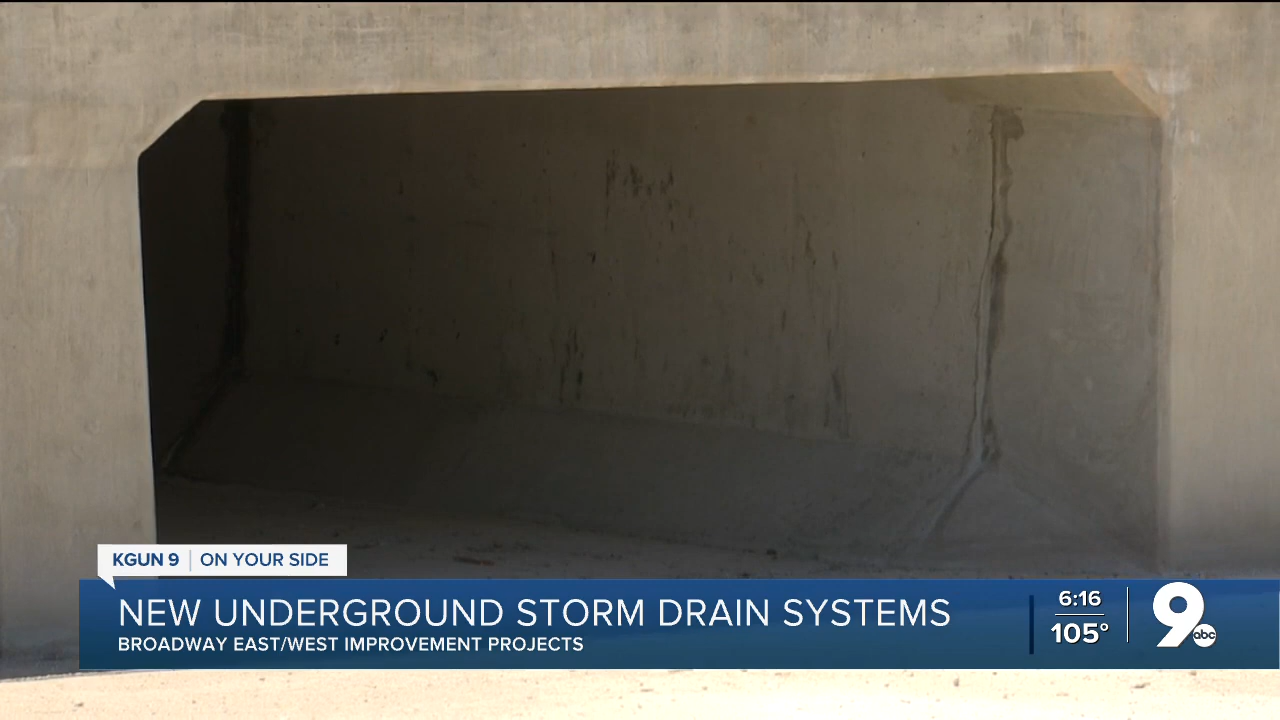 KGUN 9 | ON YOUR SIDE
NEW UNDERGROUND STORM DRAIN SYSTEMS
BROADWAY EAST/WEST IMPROVEMENT PROJECTS
6:16
105°
9
abc